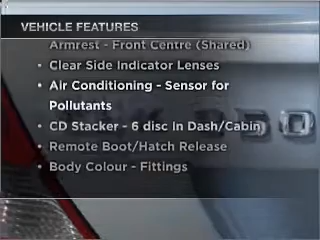 VEHICLE FEATURES
Armrest - Front Centre (Shared)
• Clear Side Indicator Lenses
• Air Conditioning - Sensor for
Pollutants
• CD Stacker - 6 disc In Dash/Cabin
• Remote Boot/Hatch Release
• Body Colour - Fittings